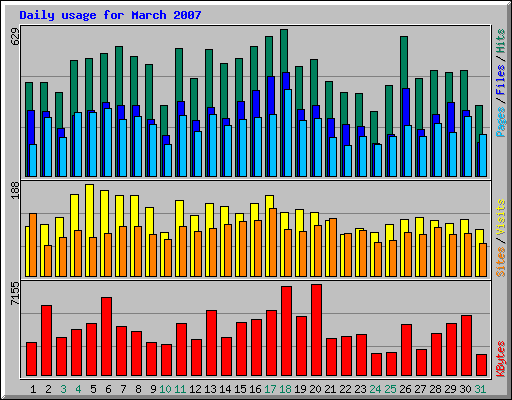 Daily usage for March 2007
629
Pages / Files / Hits
188
Sites / Visits
7155
KBytes
1 2 3 4 5 6 7 8 9 10 11 12 13 14 15 16 17 18 19 20 21 22 23 24 25 26 27 28 29 30 31